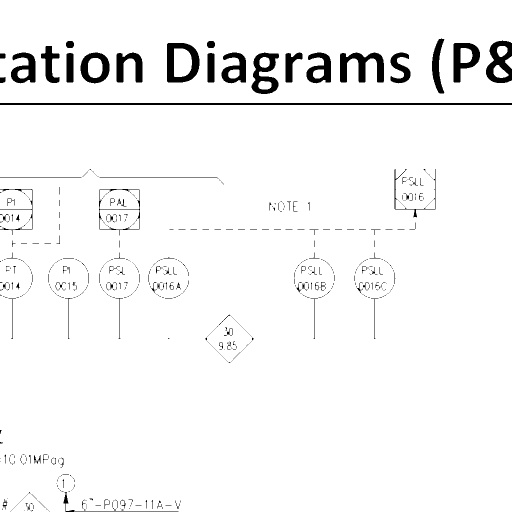 tation Diagrams (P&
PSLL
0016
PI
0014
PAL
0017
NOTE 1
PT
0014
PI
0015
PSL
0017
PSLL
0016A
PSLL
0016B
PSLL
0016C
30
9.85
=10.01MPag
1
6"-P097-11A-V
#
30